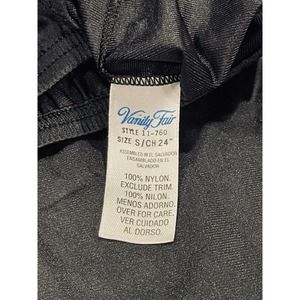 Vanity Fair
STYLE 11-760
SIZE S/CH 24"
ASSEMBLED IN EL SALVADOR
ENSAMBLADO EN EL SALVADOR
100% NYLON.
EXCLUDE TRIM.
100% NILON.
MENOS ADORNO.
OVER FOR CARE.
VER CUIDADO
AL DORSO.